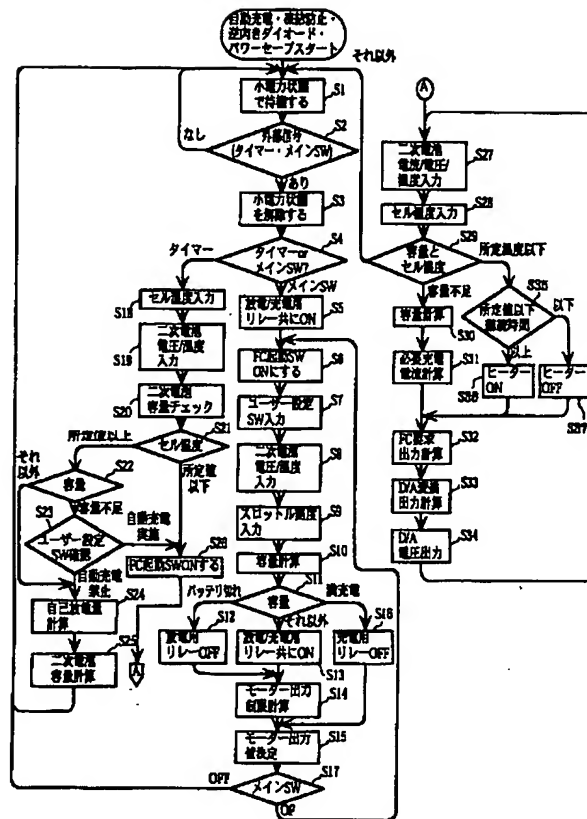 自動充電・凍結防止・
逆向きダイオード・
パワーセーブスタート
それ以外
小電力状態
で待機する
S1
外部信号
(タイマー・メインSW)
S2
なし
あり
小電力状態
を解除する
S3
タイマーor
メインSW?
S4
タイマー
メインSW
セル温度入力
S18
二次電池
電圧/温度
入力
S19
二次電池
容量チェック
S20
セル温度
S21
所定値以上
所定値
以下
容量
S22
それ
以外
容量不足
ユーザー設定
SW確認
S23
自動充電
実施
自動充電
禁止
自己放電量
計算
S24
二次電池
容量計算
S25
FC起動SWONする
S26
A
放電/充電用
リレー共にON
S5
FC起動SW
ONにする
S6
ユーザー設定
SW入力
S7
二次電池
電圧/温度
入力
S8
スロットル開度
入力
S9
容量計算
S10
容量
S11
バッテリ切れ
それ以外
満充電
放電用
リレーOFF
S12
放電/充電用
リレー共にON
S13
充電用
リレーOFF
S16
モーター出力
制限計算
S14
モーター出力
値決定
S15
メインSW
S17
OFF
A
二次電池
電流/電圧/
温度入力
S27
セル温度入力
S28
容量と
セル温度
S29
所定温度以下
容量不足
容量計算
S30
必要充電
電流計算
S31
所定値以下
継続時間
S35
以上
以下
ヒーター
ON
S36
ヒーター
OFF
S37
FC要求
出力計算
S32
D/A変換
出力計算
S33
D/A
電圧出力
S34